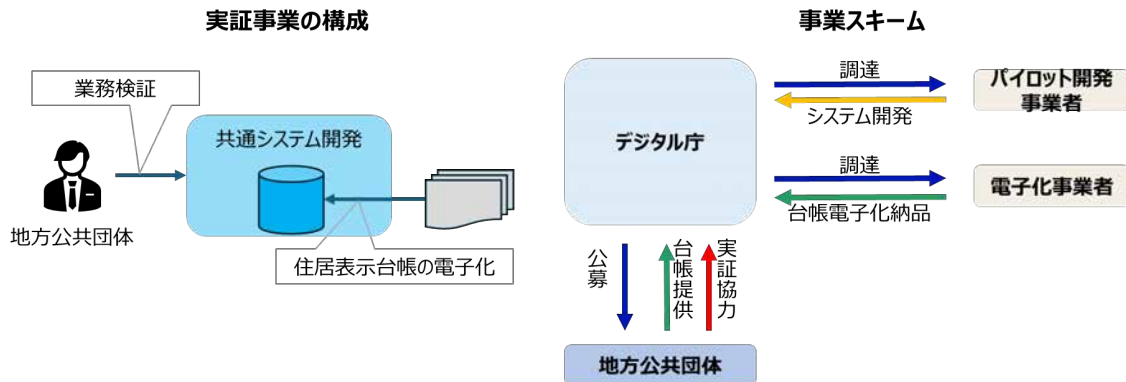 実証事業の構成
業務検証
共通システム開発
地方公共団体
住居表示台帳の電子化
事業スキーム
デジタル庁
調達
システム開発
パイロット開発
事業者
調達
台帳電子化納品
電子化事業者
公募
台帳提供
実証協力
地方公共団体